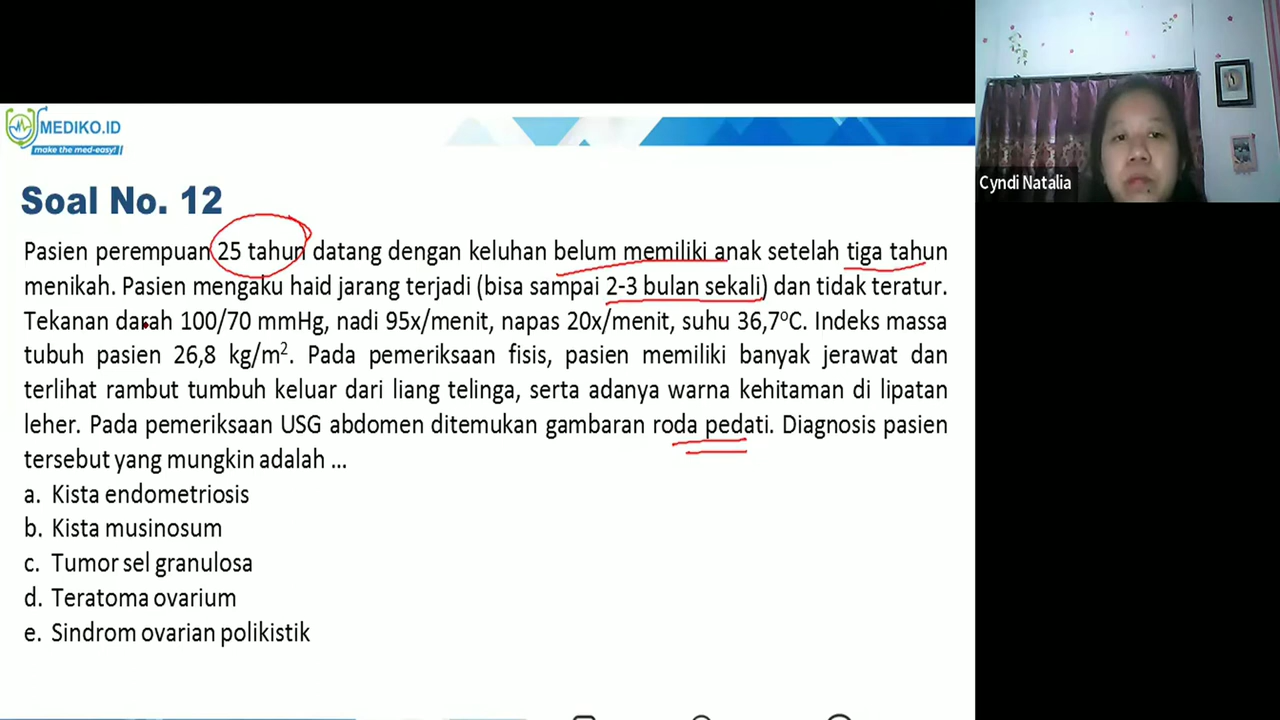 MEDIKO.ID
make the med-easy!
Cyndi Natalia
Soal No. 12
Pasien perempuan 25 tahun datang dengan keluhan belum memiliki anak setelah tiga tahun
menikah. Pasien mengaku haid jarang terjadi (bisa sampai 2-3 bulan sekali) dan tidak teratur.
Tekanan darah 100/70 mmHg, nadi 95x/menit, napas 20x/menit, suhu 36,7ºC. Indeks massa
tubuh pasien 26,8 kg/m². Pada pemeriksaan fisis, pasien memiliki banyak jerawat dan
terlihat rambut tumbuh keluar dari liang telinga, serta adanya warna kehitaman di lipatan
leher. Pada pemeriksaan USG abdomen ditemukan gambaran roda pedati. Diagnosis pasien
tersebut yang mungkin adalah ...
a. Kista endometriosis
b. Kista musinosum
c. Tumor sel granulosa
d. Teratoma ovarium
e. Sindrom ovarian polikistik